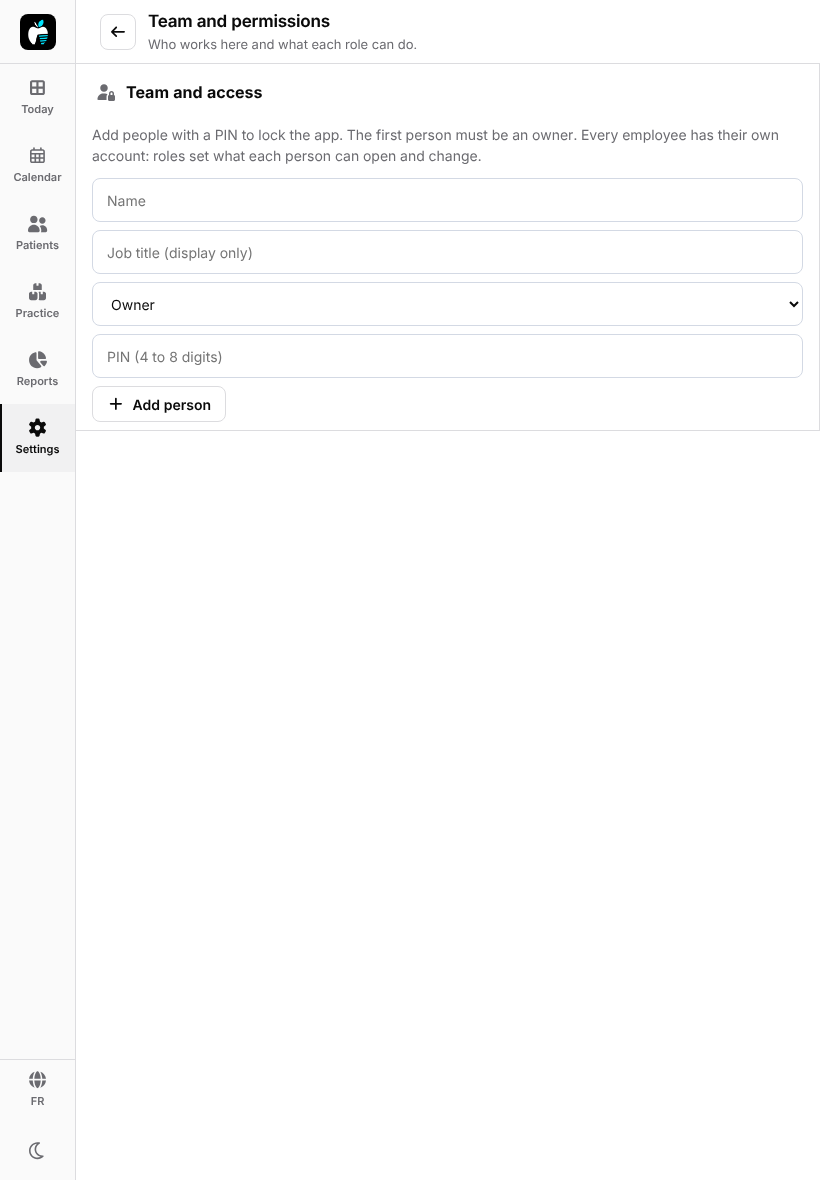 Team and permissions
Who works here and what each role can do.
Today
Calendar
Patients
Practice
Reports
Settings
FR
Team and access
Add people with a PIN to lock the app. The first person must be an owner. Every employee has their own
account: roles set what each person can open and change.
Name
Job title (display only)
Owner
PIN (4 to 8 digits)
Add person